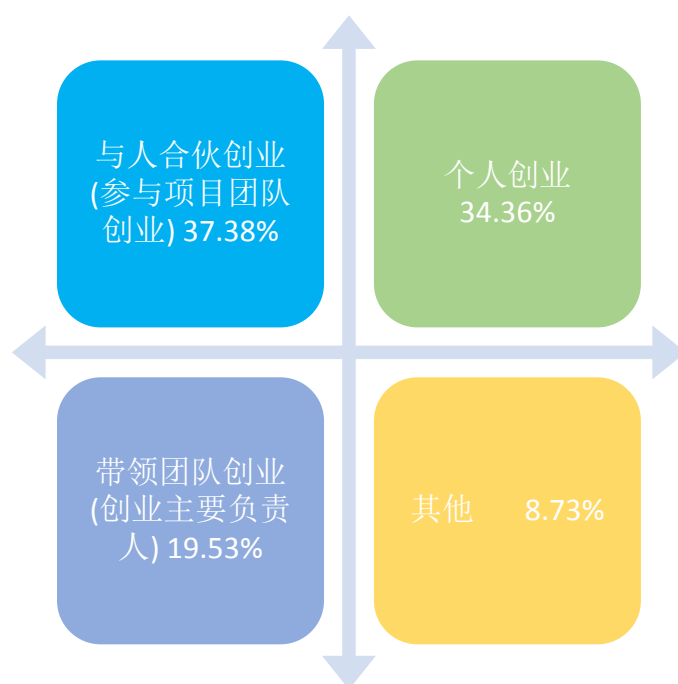 与人合伙创业
(参与项目团队
创业) 37.38%
个人创业
34.36%
带领团队创业
(创业主要负责
人) 19.53%
其他 8.73%